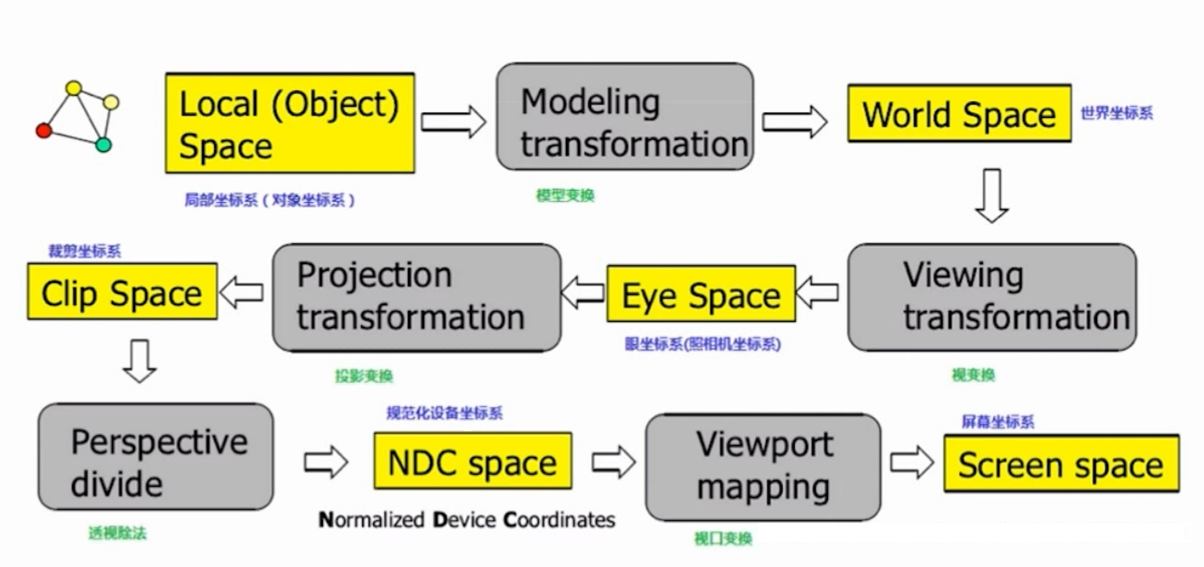 Local (Object)
Space
局部坐标系（对象坐标系）
Modeling
transformation
模型变换
World Space
世界坐标系
Viewing
transformation
视变换
Eye Space
眼坐标系(照相机坐标系)
Projection
transformation
投影变换
裁剪坐标系
Clip Space
Perspective
divide
透视除法
规范化设备坐标系
NDC space
Normalized Device Coordinates
Viewport
mapping
视口变换
屏幕坐标系
Screen space